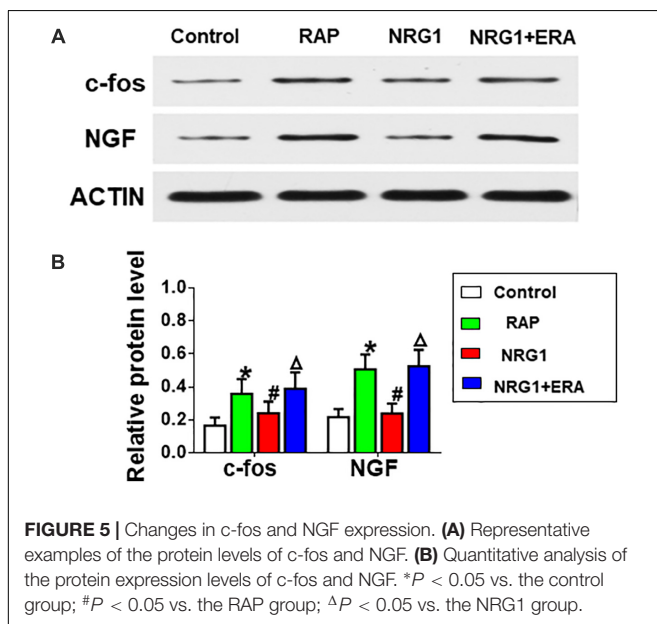 A
Control RAP NRG1 NRG1+ERA
c-fos
NGF
ACTIN
B
Relative protein level
1.0
0.8
0.6
0.4
0.2
0.0
* # Δ * # Δ
c-fos NGF
Control
RAP
NRG1
NRG1+ERA
FIGURE 5 | Changes in c-fos and NGF expression. (A) Representative
examples of the protein levels of c-fos and NGF. (B) Quantitative analysis of
the protein expression levels of c-fos and NGF. *P < 0.05 vs. the control
group; #P < 0.05 vs. the RAP group; ΔP < 0.05 vs. the NRG1 group.